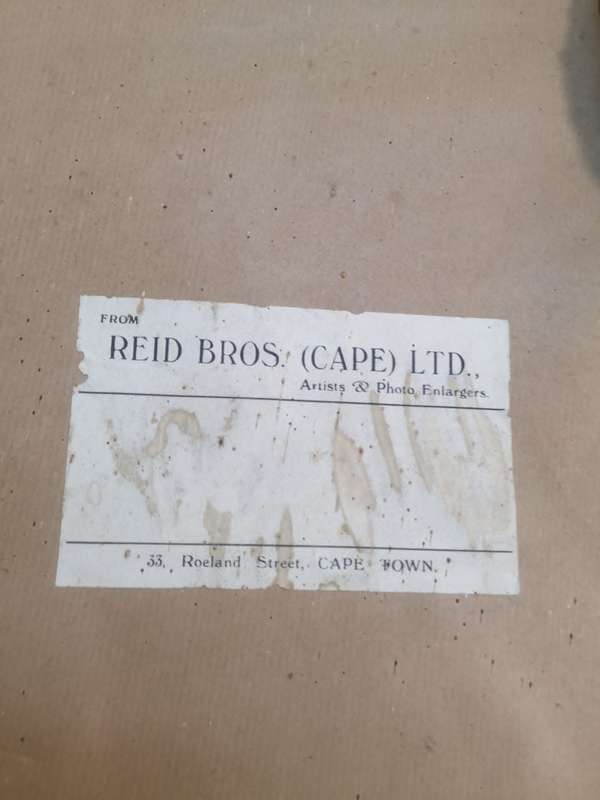 FROM
REID BROS. (CAPE) LTD.,
Artists & Photo Enlargers.
33, Roeland Street, CAPE TOWN.